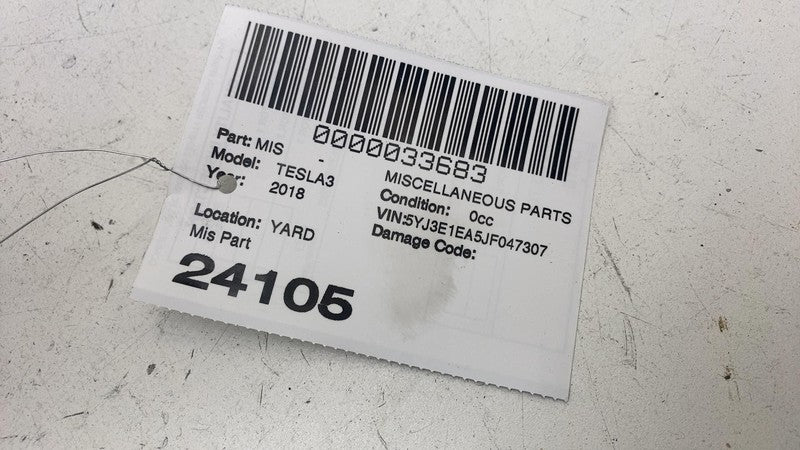 0000033683
Part: MIS -
MISCELLANEOUS PARTS
Model: TESLA3
Condition: 0cc
Year: 2018
VIN:5YJ3E1EA5JF047307
Damage Code:
Location: YARD
Mis Part
24105